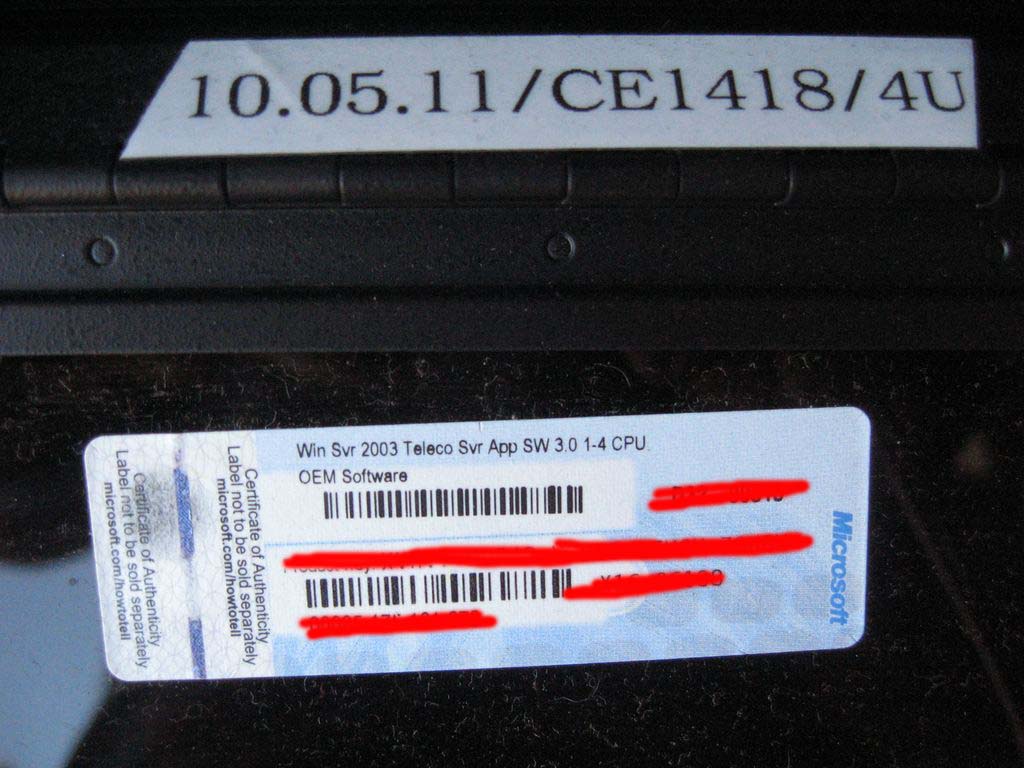 10.05.11/CE1418/4U
Win Svr 2003 Teleco Svr App SW 3.0 1-4 CPU
OEM Software
Microsoft
Certificate of Authenticity
Label not to be sold separately
microsoft.com/howtotell
Certificate of Authenticity
Label not to be sold separately
microsoft.com/howtotell